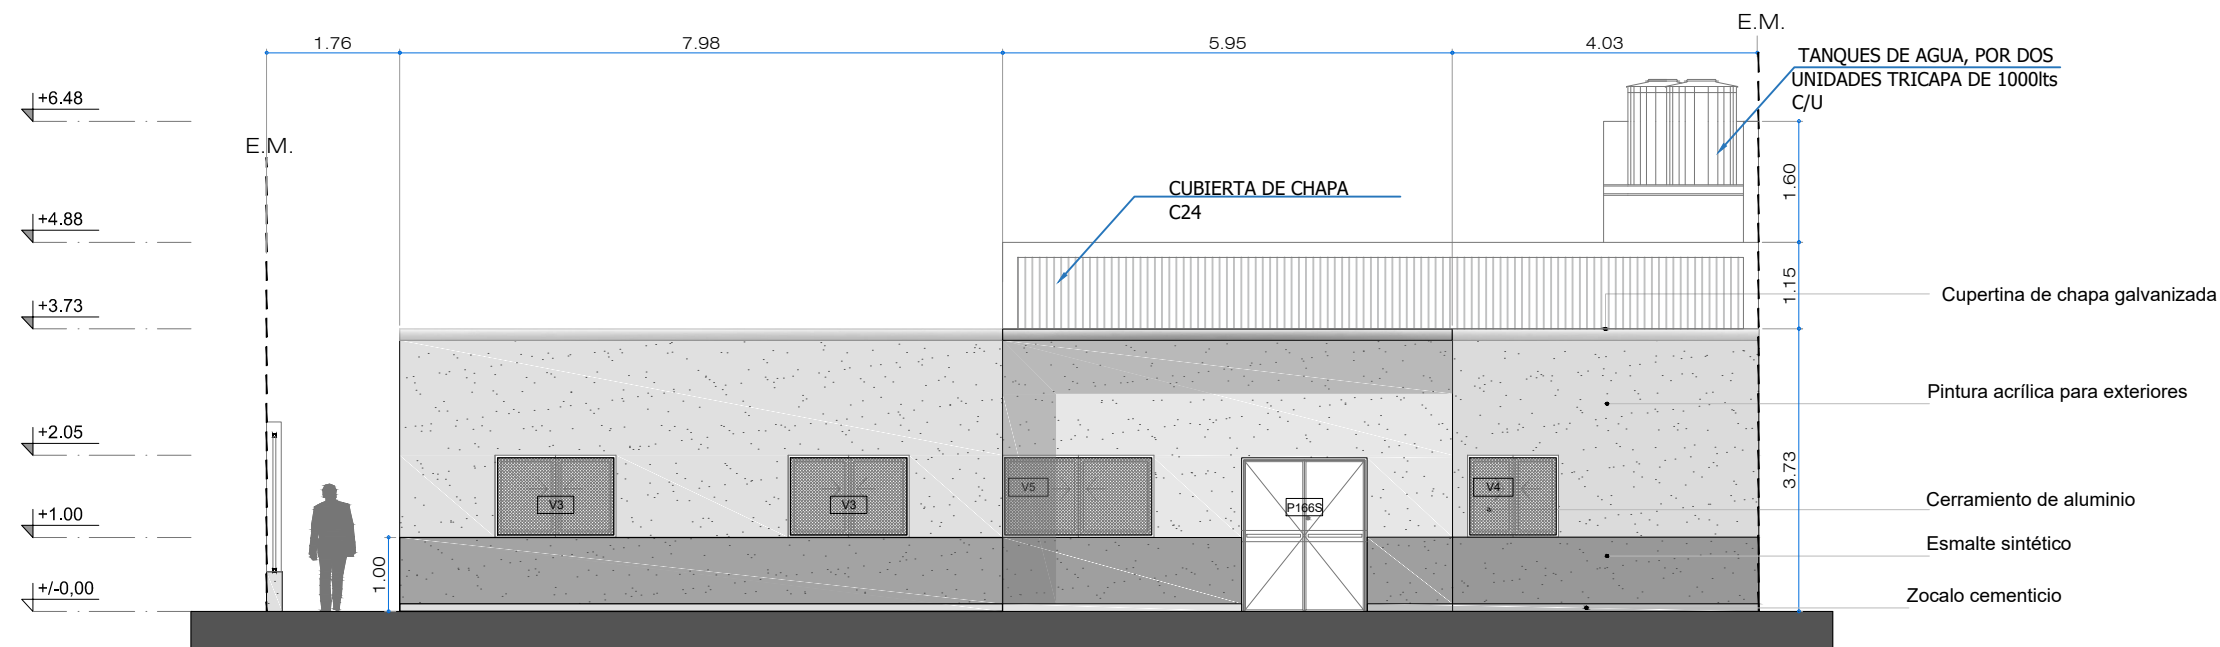 E.M.
1.76
7.98
5.95
4.03
TANQUES DE AGUA, POR DOS
UNIDADES TRICAPA DE 1000lts
C/U
+6.48
E.M.
CUBIERTA DE CHAPA
C24
1.60
+4.88
1.15
Cupertina de chapa galvanizada
+3.73
Pintura acrílica para exteriores
+2.05
3.73
V3
V3
V5
P166S
V4
Cerramiento de aluminio
+1.00
Esmalte sintético
1.00
+/-0,00
Zocalo cementicio